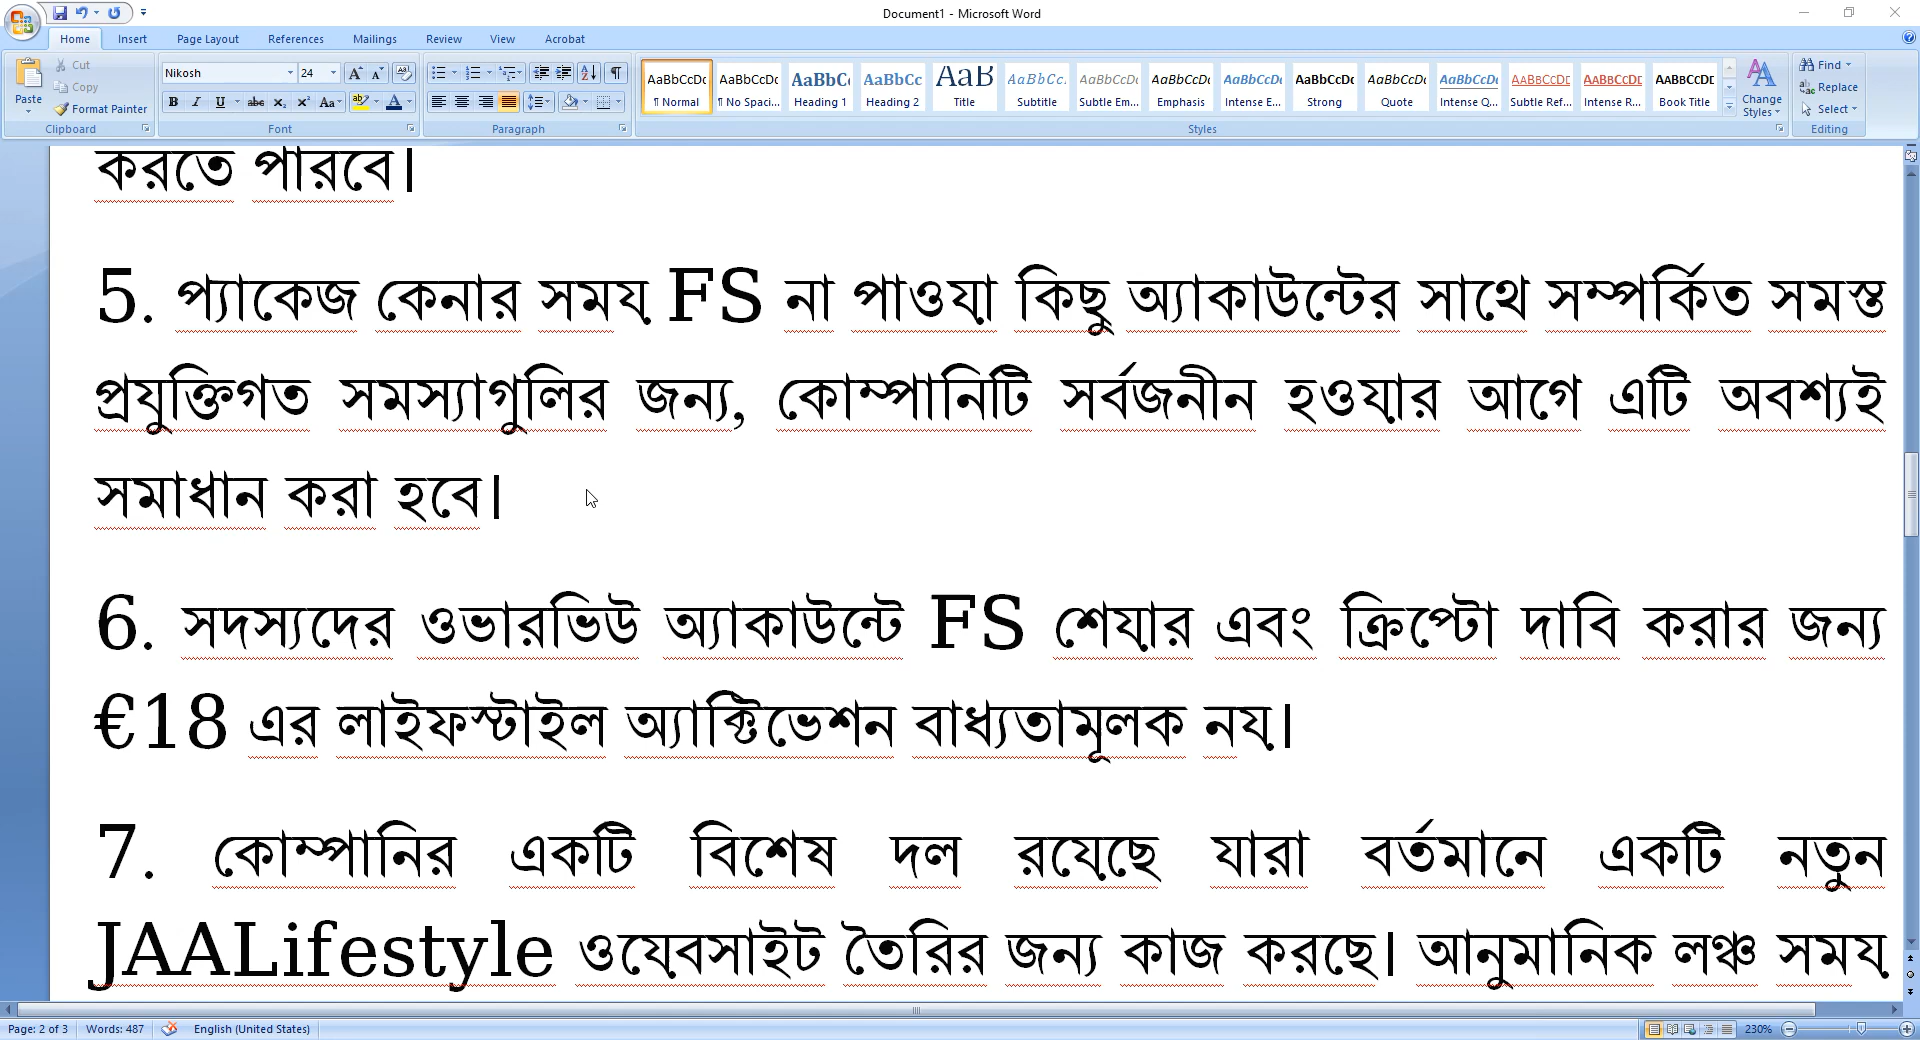 Document1 - Microsoft Word
Home Insert Page Layout References Mailings Review View Acrobat
Paste Cut Copy Format Painter
Nikosh 24
AaBbCcDc AaBbCcDc AaBbC AaBbCc AaB AaBbCc. AaBbCcDc AaBbCcDc AaBbCcDc AaBbCcDc AaBbCcDc AaBbCcDc AABBCCDD AABBCCDD AABBCCDD
¶ Normal ¶ No Spaci... Heading 1 Heading 2 Title Subtitle Subtle Em... Emphasis Intense E... Strong Quote Intense Q... Subtle Ref... Intense R... Book Title
Change Styles
Find
Replace
Select
Clipboard Font Paragraph Styles Editing
করতে পারবে।
5. প্যাকেজ কেনার সময় FS না পাওয়া কিছু অ্যাকাউন্টের সাথে সম্পর্কিত সমস্ত
প্রযুক্তিগত সমস্যাগুলির জন্য, কোম্পানিটি সর্বজনীন হওয়ার আগে এটি অবশ্যই
সমাধান করা হবে।
6. সদস্যদের ওভারভিউ অ্যাকাউন্টে FS শেয়ার এবং ক্রিপ্টো দাবি করার জন্য
€18 এর লাইফস্টাইল অ্যাক্টিভেশন বাধ্যতামূলক নয়।
7. কোম্পানির একটি বিশেষ দল রয়েছে যারা বর্তমানে একটি নতুন
JAALifestyle ওয়েবসাইট তৈরির জন্য কাজ করছে। আনুমানিক লঞ্চ সময়
Page: 2 of 3 Words: 487 English (United States) 230%